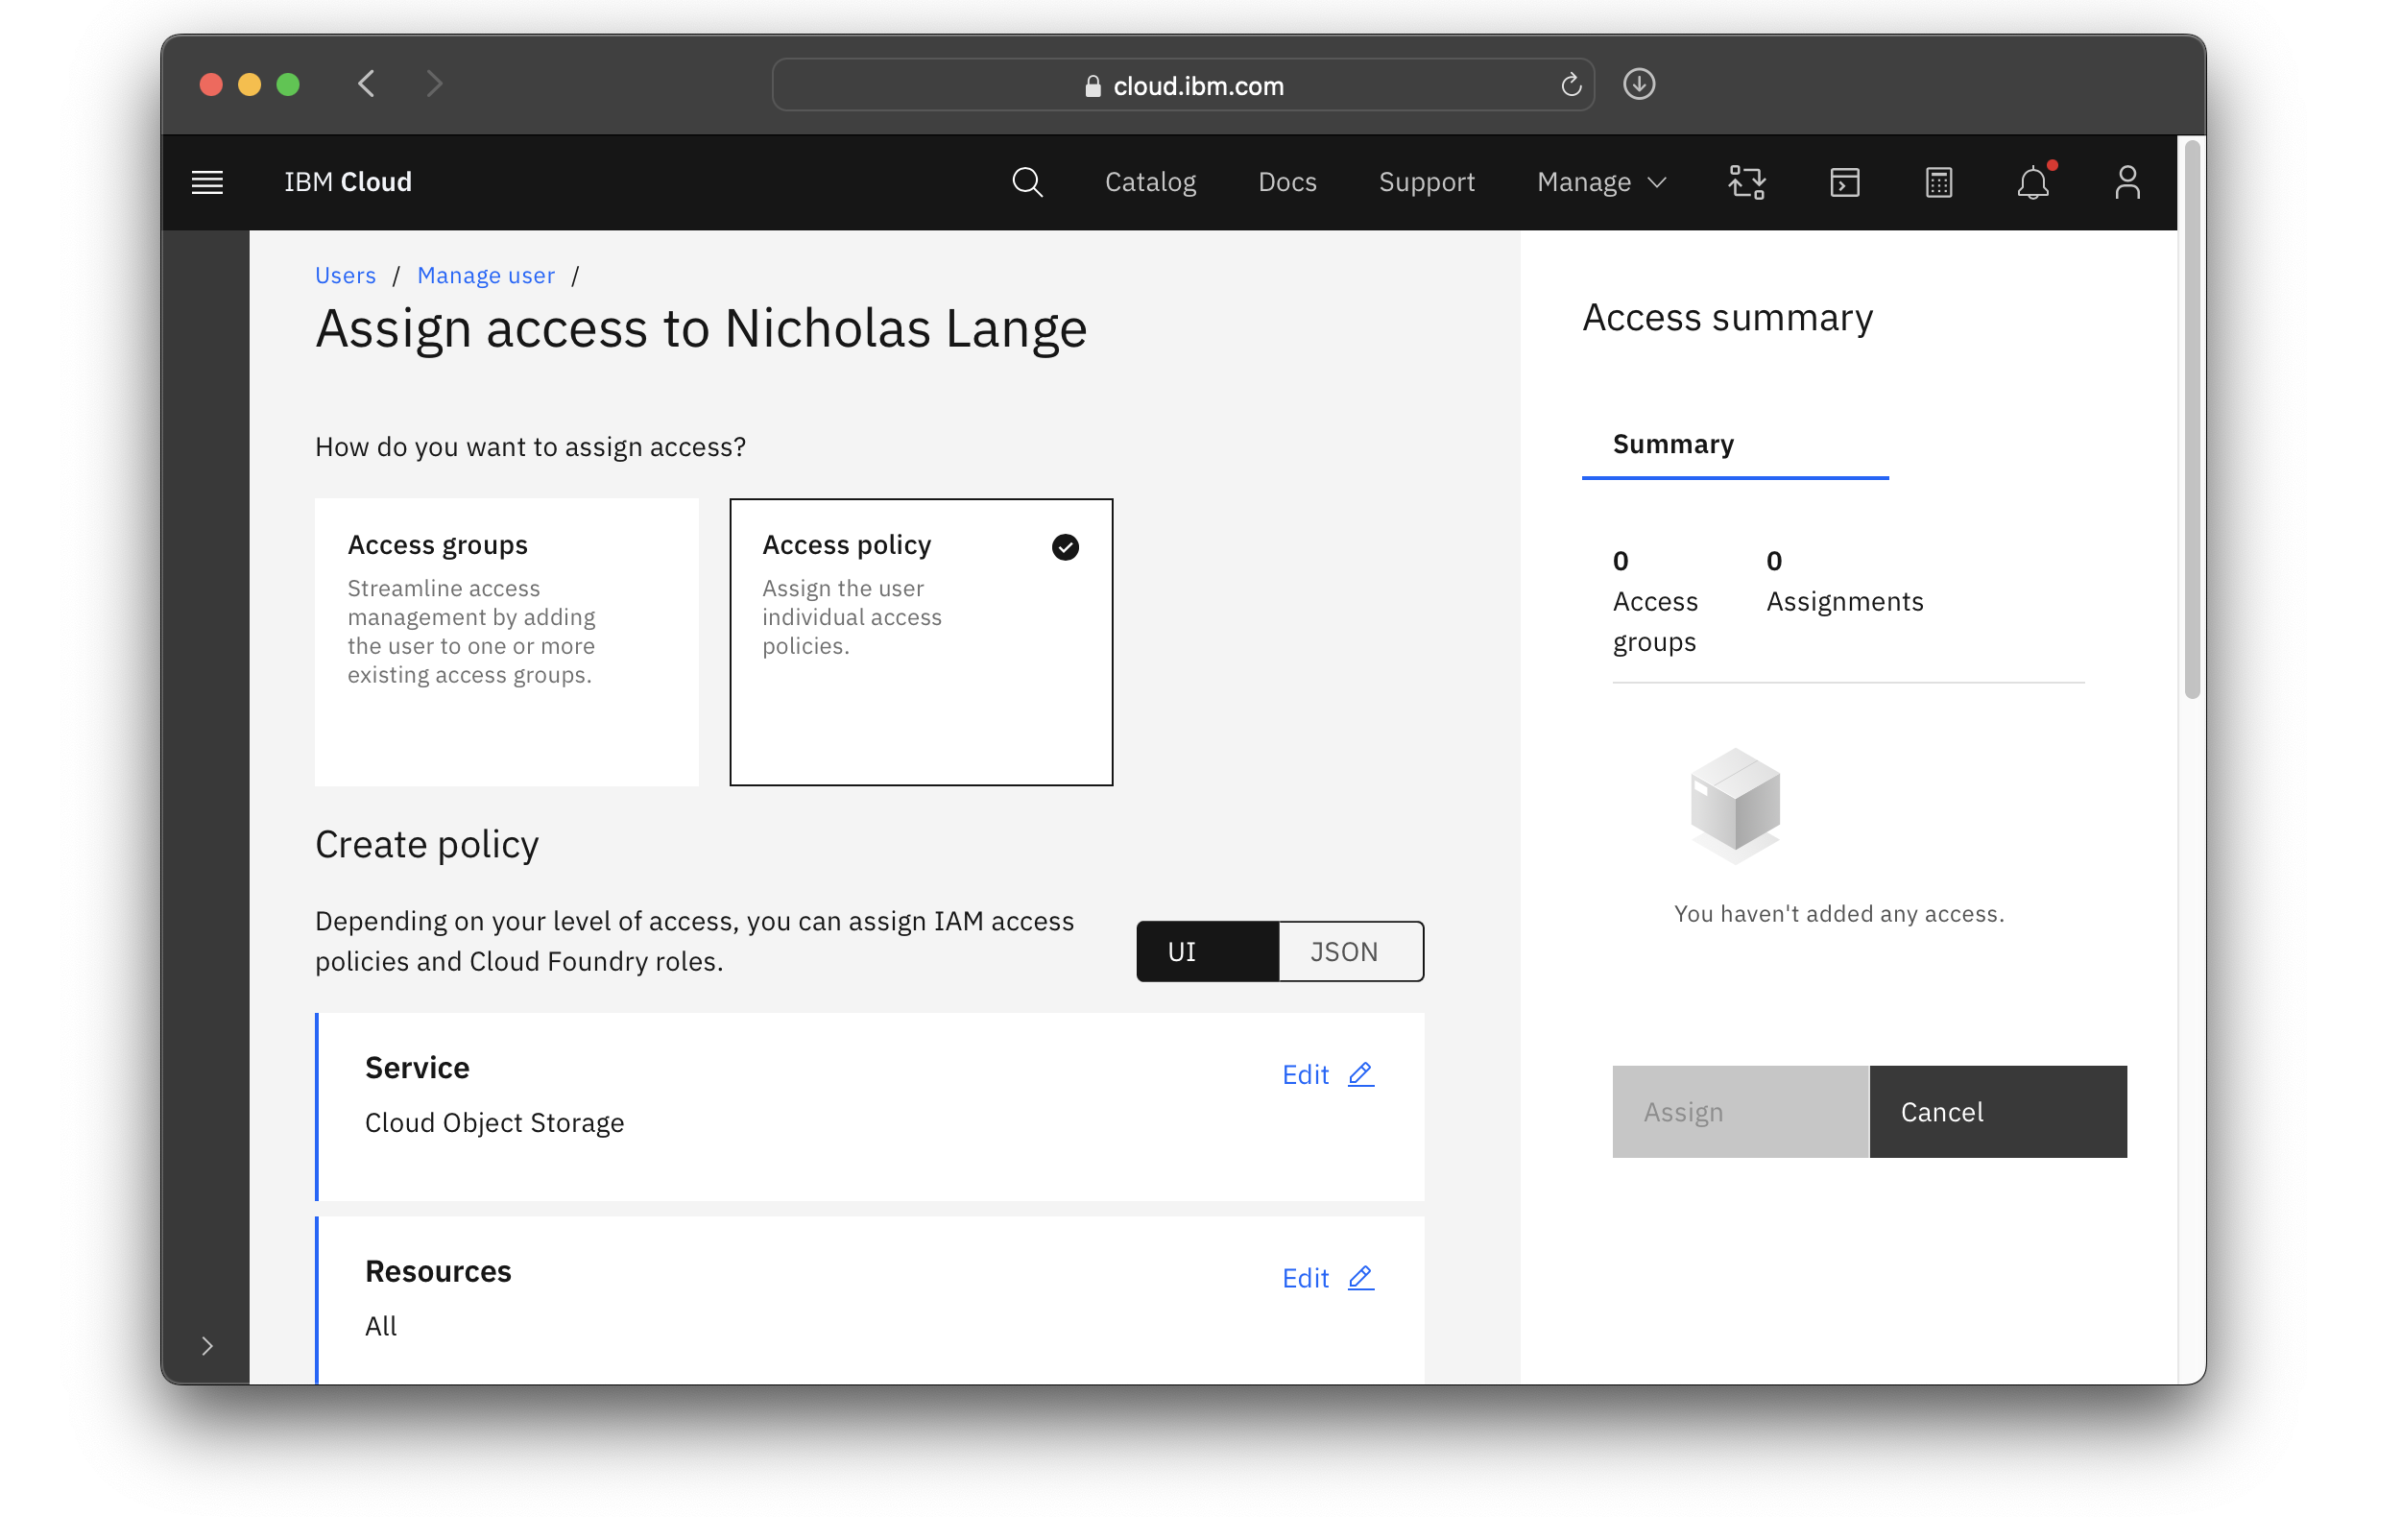 cloud.ibm.com
IBM Cloud
Catalog
Docs
Support
Manage
Users / Manage user /
Assign access to Nicholas Lange
How do you want to assign access?
Access groups
Streamline access
management by adding
the user to one or more
existing access groups.
Access policy
Assign the user
individual access
policies.
Create policy
Depending on your level of access, you can assign IAM access
policies and Cloud Foundry roles.
UI
JSON
Service
Edit
Cloud Object Storage
Resources
Edit
All
Access summary
Summary
0
Access
groups
0
Assignments
You haven't added any access.
Assign
Cancel